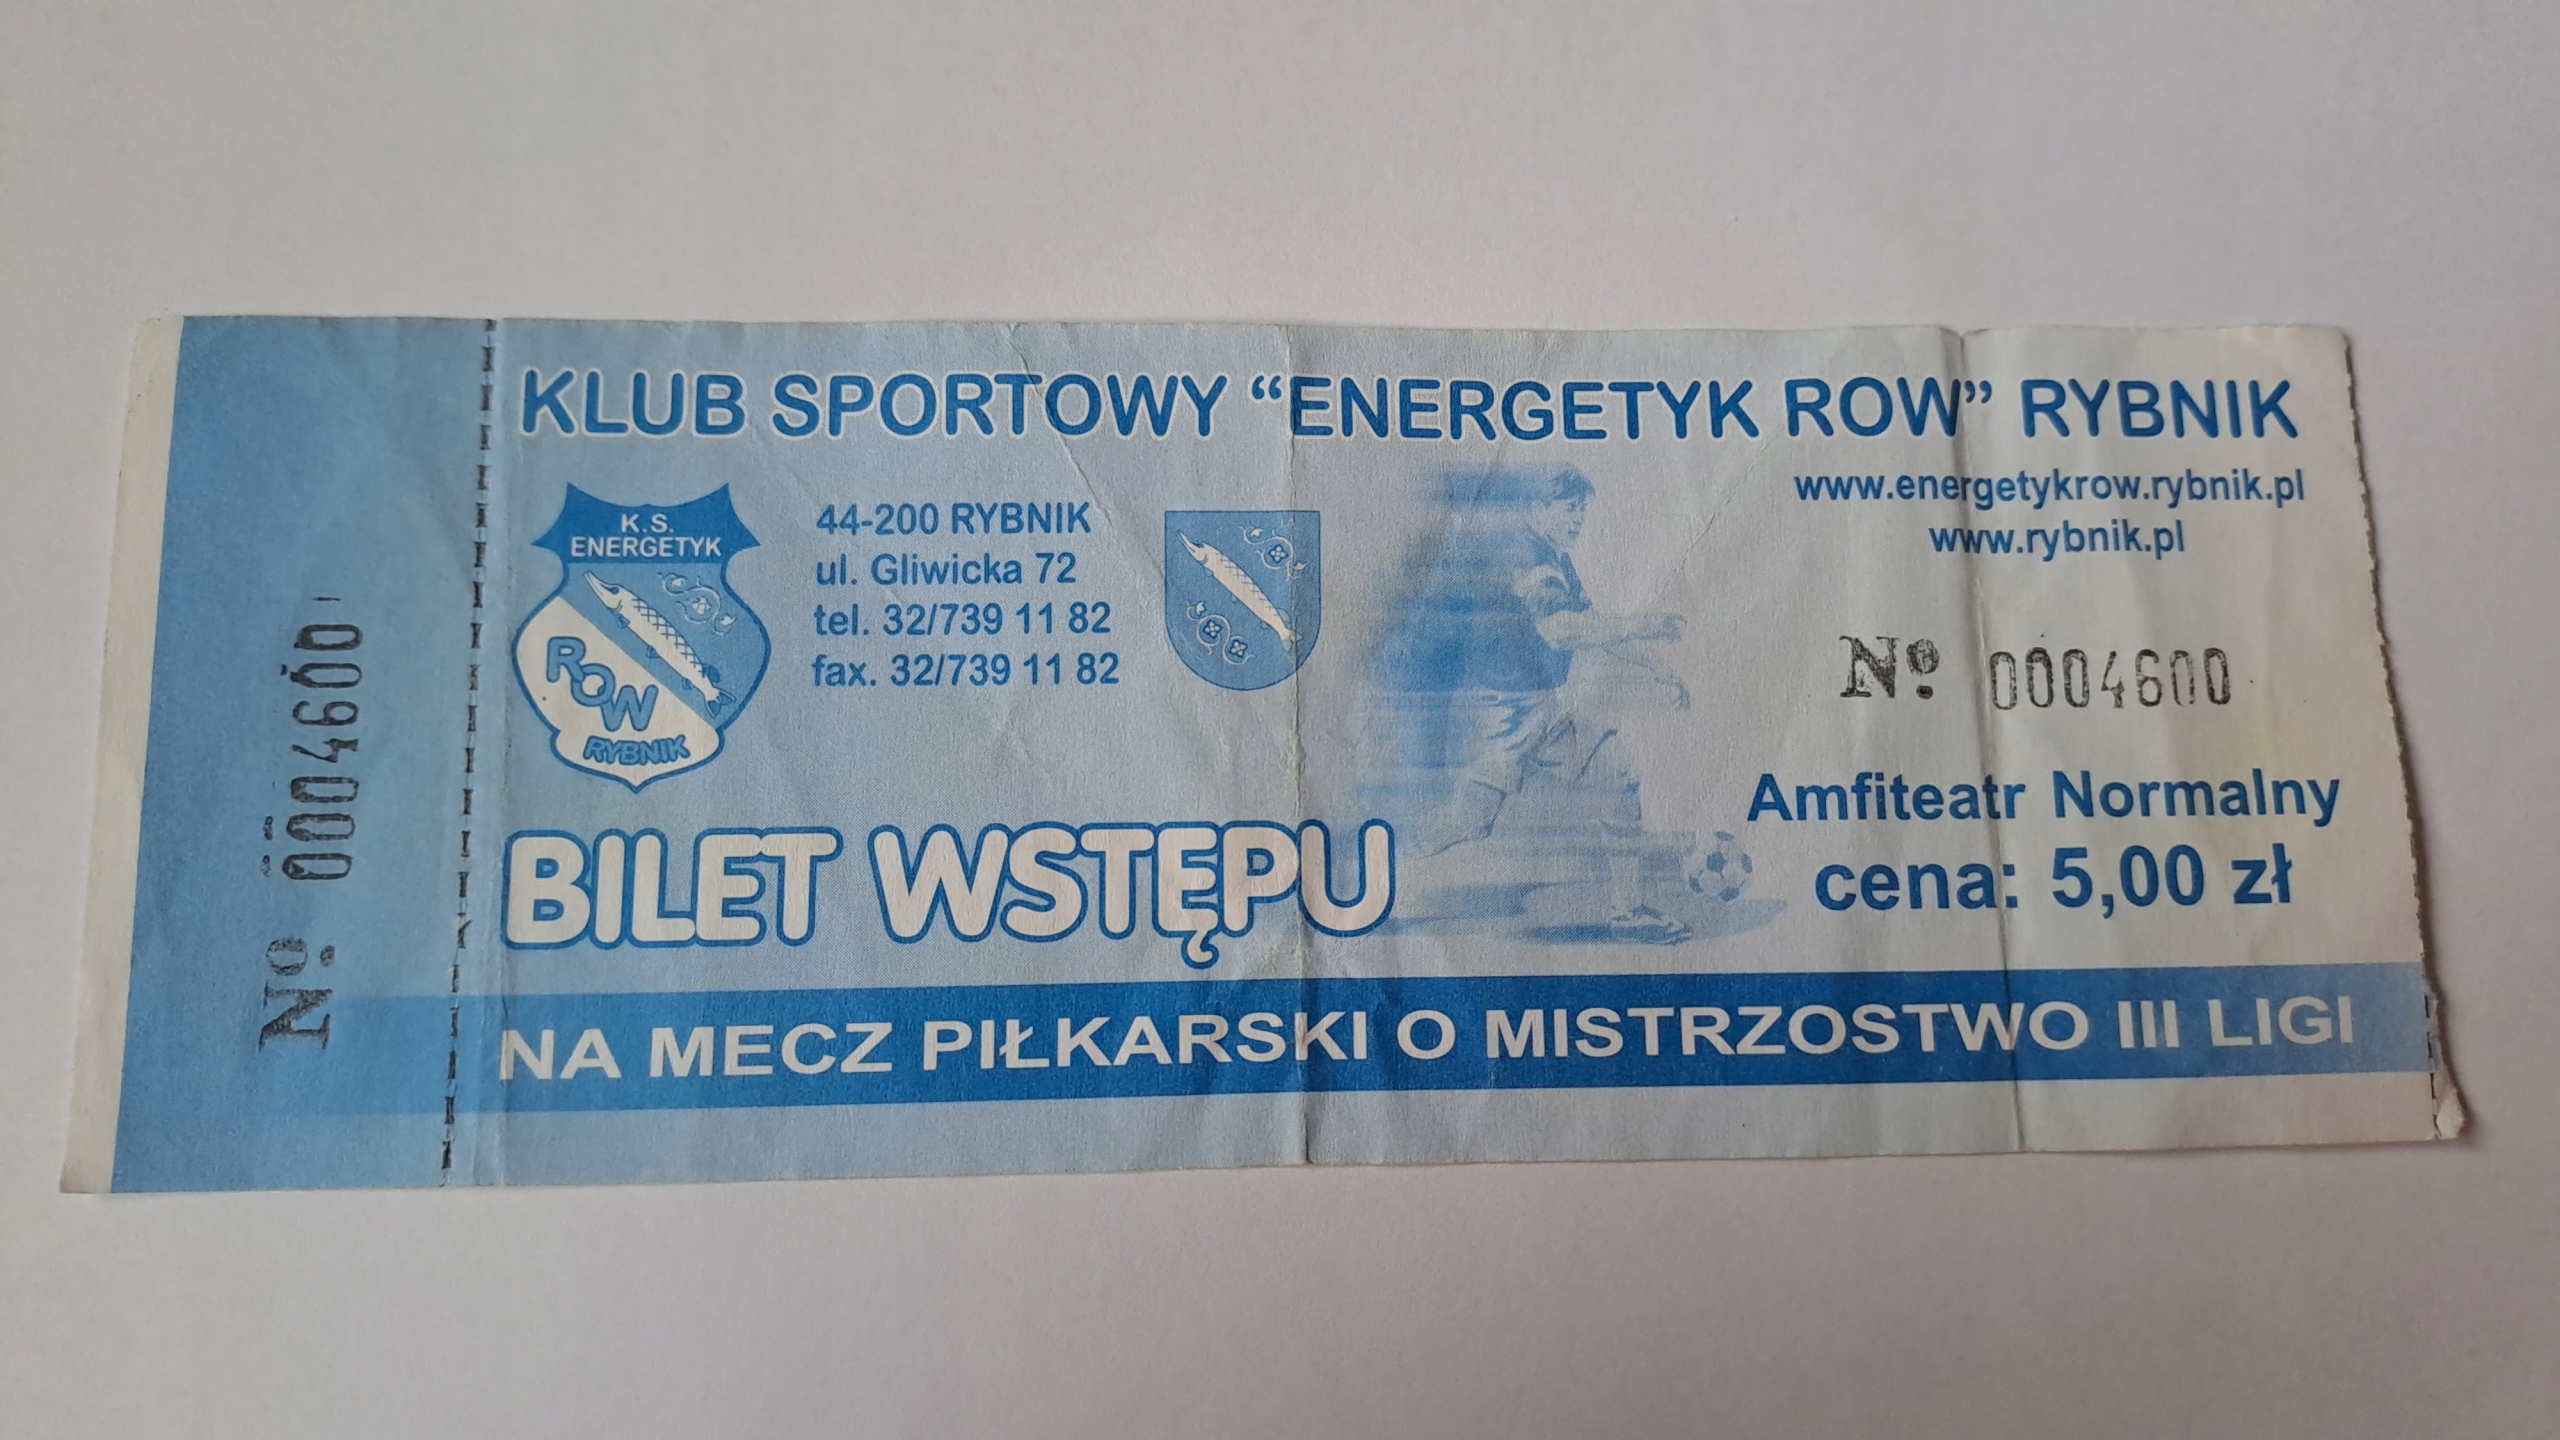 Nº 0004600
KLUB SPORTOWY “ENERGETYK ROW” RYBNIK
K.S.
ENERGETYK
ROW
RYBNIK
44-200 RYBNIK
ul. Gliwicka 72
tel. 32/739 11 82
fax. 32/739 11 82
www.energetykrow.rybnik.pl
www.rybnik.pl
Nº 0004600
Amfiteatr Normalny
cena: 5,00 zł
BILET WSTĘPU
NA MECZ PIŁKARSKI O MISTRZOSTWO III LIGI